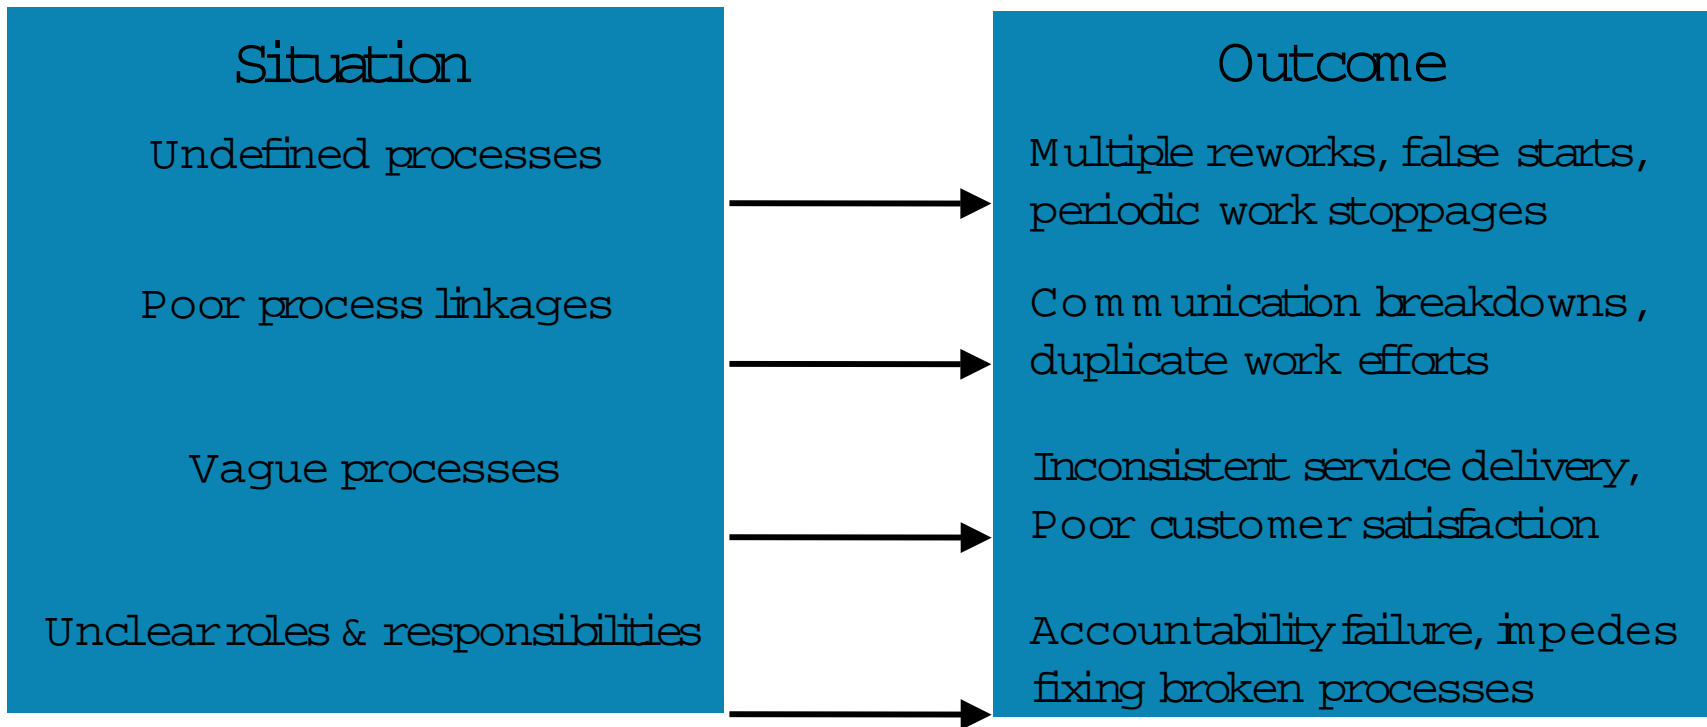 Situation
Undefined processes
Poor process linkages
Vague processes
Unclear roles & responsibilities
Outcome
Multiple reworks, false starts,
periodic work stoppages
Communication breakdowns,
duplicate work efforts
Inconsistent service delivery,
Poor customer satisfaction
Accountability failure, impedes
fixing broken processes